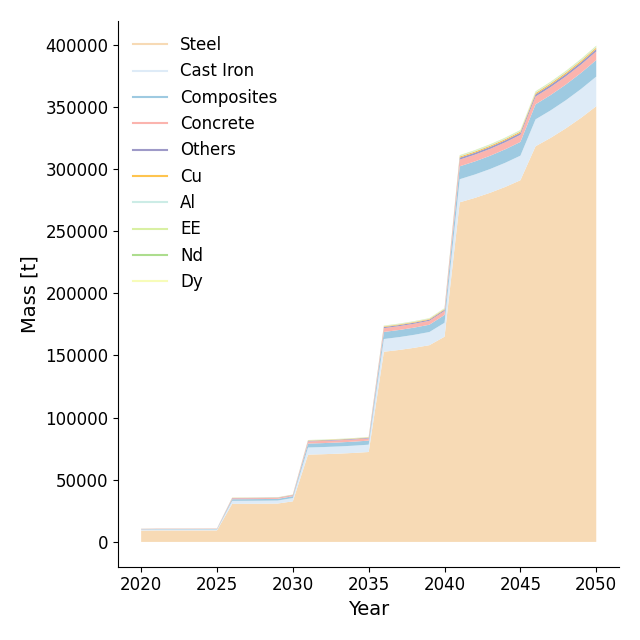 400000
350000
300000
250000
200000
150000
100000
50000
0
Mass [t]
Steel
Cast Iron
Composites
Concrete
Others
Cu
Al
EE
Nd
Dy
2020 2025 2030 2035 2040 2045 2050
Year